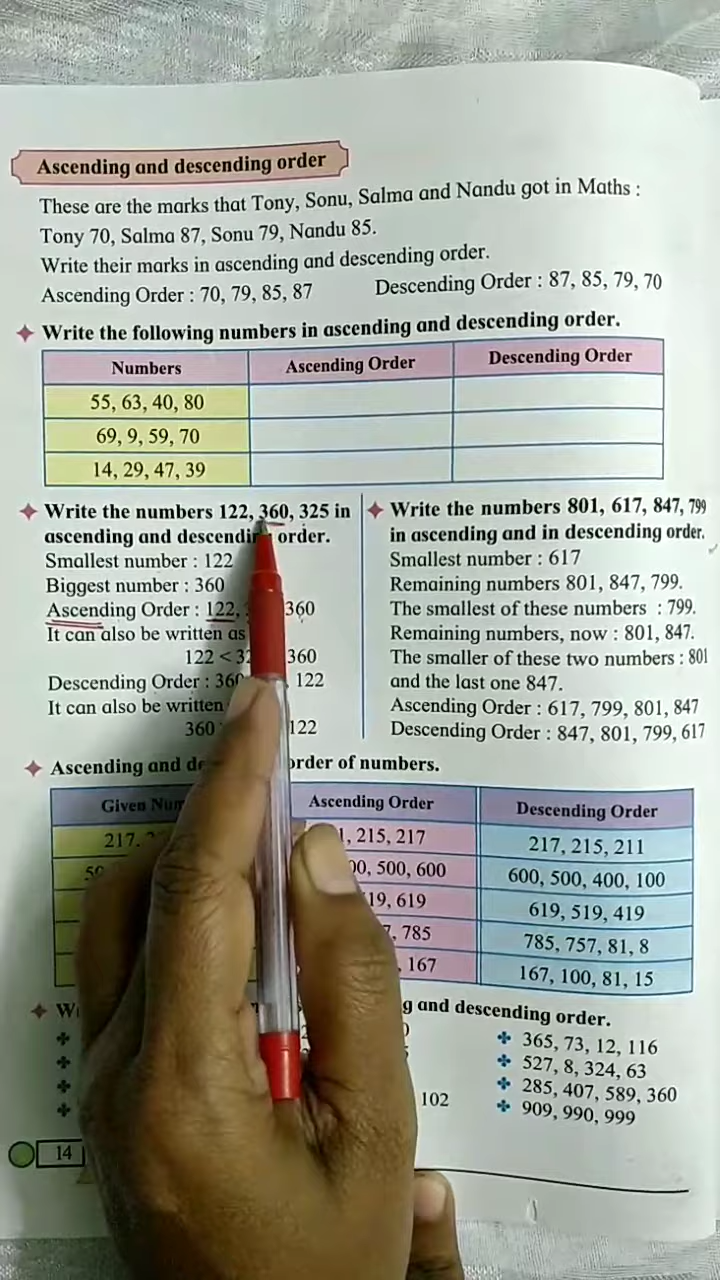 Ascending and descending order
These are the marks that Tony, Sonu, Salma and Nandu got in Maths :
Tony 70, Salma 87, Sonu 79, Nandu 85.
Write their marks in ascending and descending order.
Ascending Order : 70, 79, 85, 87 Descending Order : 87, 85, 79, 70
Write the following numbers in ascending and descending order.
Numbers Ascending Order Descending Order
55, 63, 40, 80
69, 9, 59, 70
14, 29, 47, 39
Write the numbers 122, 360, 325 in
ascending and descending order.
Smallest number : 122
Biggest number : 360
Ascending Order : 122, 360
It can also be written as
122 < 360
Descending Order : 360 122
It can also be written
360 122
Write the numbers 801, 617, 847, 799
in ascending and in descending order.
Smallest number : 617
Remaining numbers 801, 847, 799.
The smallest of these numbers : 799.
Remaining numbers, now : 801, 847.
The smaller of these two numbers : 801
and the last one 847.
Ascending Order : 617, 799, 801, 847
Descending Order : 847, 801, 799, 617
Ascending and order of numbers.
Given Ascending Order Descending Order
217, 215, 217 217, 215, 211
500, 600 600, 500, 400, 100
619 619, 519, 419
785 785, 757, 81, 8
167 167, 100, 81, 15
and descending order.
365, 73, 12, 116
527, 8, 324, 63
285, 407, 589, 360
102 909, 990, 999
14